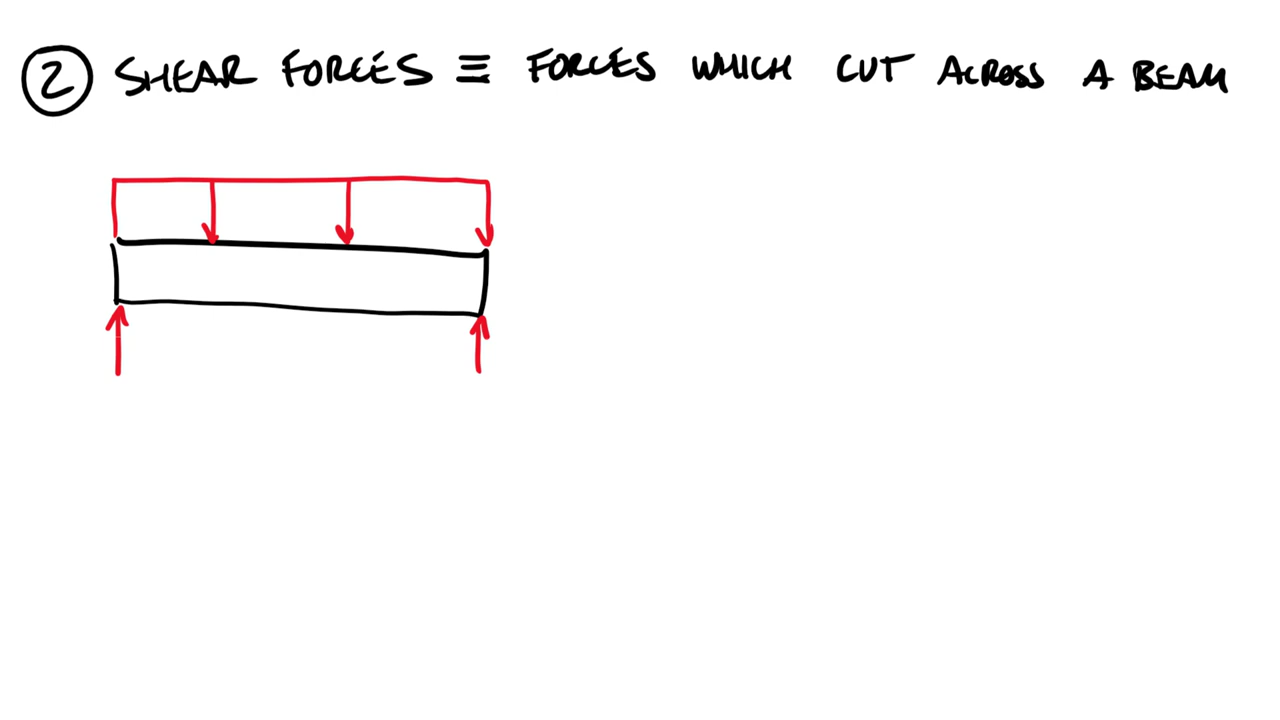 ② SHEAR FORCES ≡ FORCES WHICH CUT ACROSS A BEAM